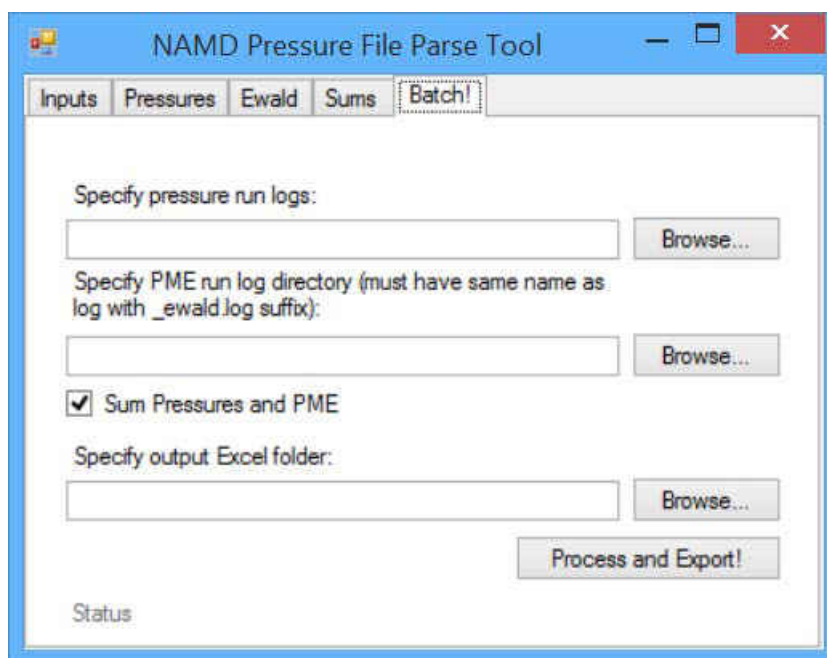 NAMD Pressure File Parse Tool
Inputs Pressures Ewald Sums Batch!
Specify pressure run logs:
Browse...
Specify PME run log directory (must have same name as
log with _ewald.log suffix):
Browse...
Sum Pressures and PME
Specify output Excel folder:
Browse...
Process and Export!
Status